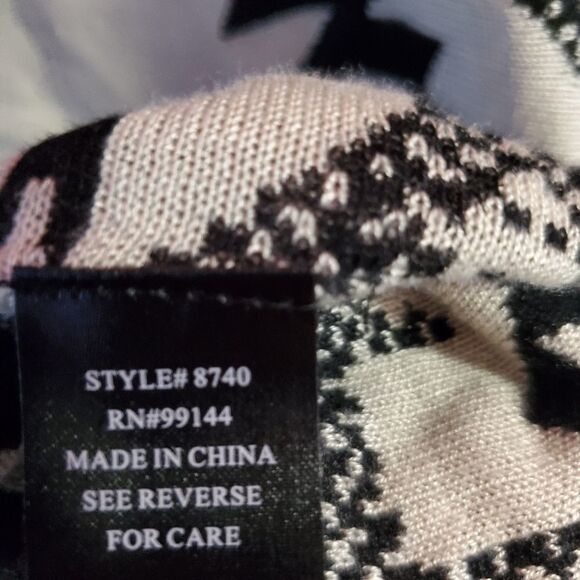 STYLE# 8740
RN#99144
MADE IN CHINA
SEE REVERSE
FOR CARE